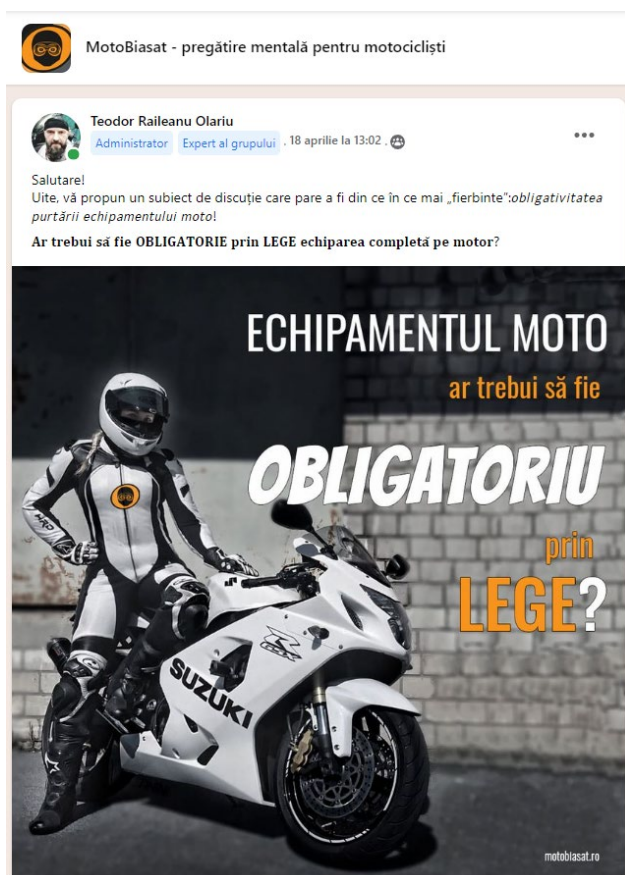 MotoBiasat - pregătire mentală pentru motocicliști
Teodor Raileanu Olariu
Administrator Expert al grupului . 18 aprilie la 13:02 .
Salutare!
Uite, vă propun un subiect de discuție care pare a fi din ce în ce mai „fierbinte”:obligativitatea
purtării echipamentului moto!
Ar trebui să fie OBLIGATORIE prin LEGE echiparea completă pe motor?
ECHIPAMENTUL MOTO
ar trebui să fie
OBLIGATORIU
prin
LEGE?
R
SUZUKI
motobiasat.ro